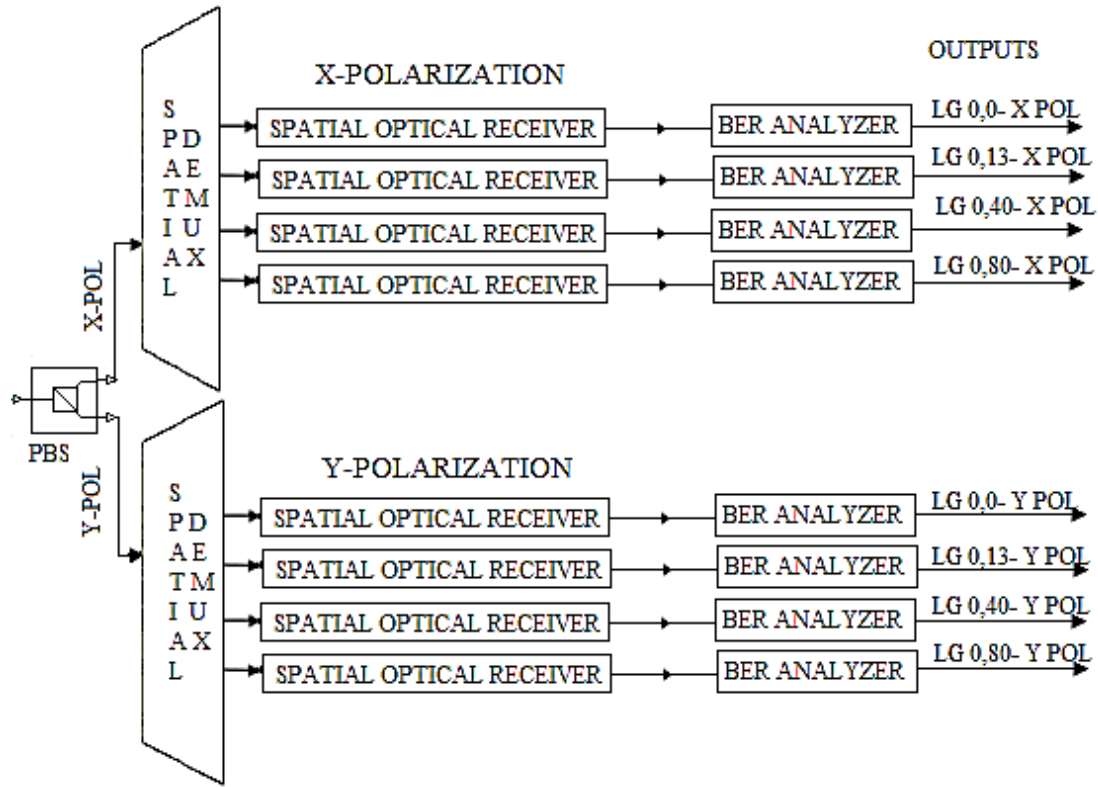 OUTPUTS
X-POLARIZATION
SPATIAL DEMUX
SPATIAL OPTICAL RECEIVER
BER ANALYZER
LG 0,0- X POL
SPATIAL OPTICAL RECEIVER
BER ANALYZER
LG 0,13- X POL
SPATIAL OPTICAL RECEIVER
BER ANALYZER
LG 0,40- X POL
SPATIAL OPTICAL RECEIVER
BER ANALYZER
LG 0,80- X POL
X-POL
PBS
Y-POL
Y-POLARIZATION
SPATIAL DEMUX
SPATIAL OPTICAL RECEIVER
BER ANALYZER
LG 0,0- Y POL
SPATIAL OPTICAL RECEIVER
BER ANALYZER
LG 0,13- Y POL
SPATIAL OPTICAL RECEIVER
BER ANALYZER
LG 0,40- Y POL
SPATIAL OPTICAL RECEIVER
BER ANALYZER
LG 0,80- Y POL